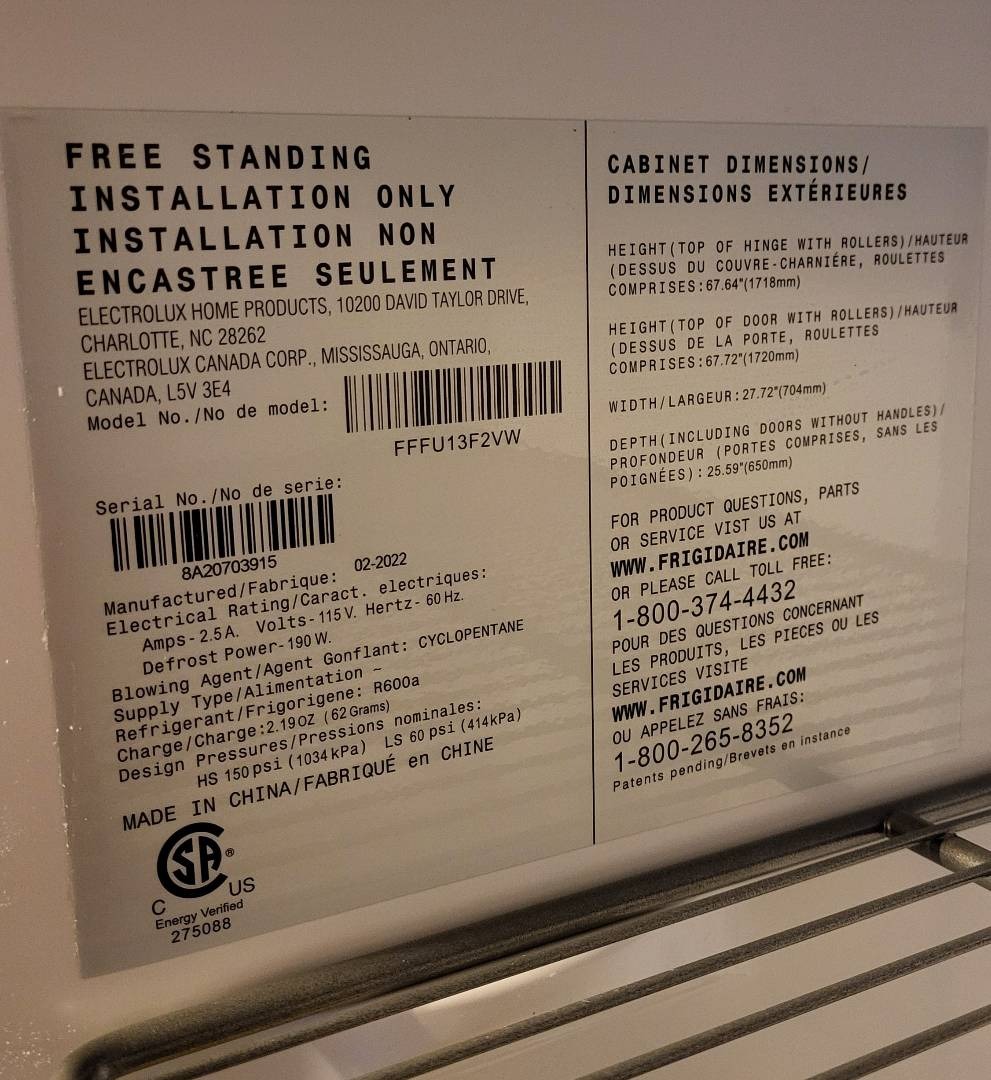 FREE STANDING
INSTALLATION ONLY
INSTALLATION NON
ENCASTREE SEULEMENT
ELECTROLUX HOME PRODUCTS, 10200 DAVID TAYLOR DRIVE,
CHARLOTTE, NC 28262
ELECTROLUX CANADA CORP., MISSISSAUGA, ONTARIO,
CANADA, L5V 3E4
Model No./No de model:
FFFU13F2VW
Serial No./No de serie:
8A20703915
Manufactured/Fabrique: 02-2022
Electrical Rating/Caract. electriques:
Amps-2.5A. Volts-115V. Hertz-60Hz.
Defrost Power-190W.
Blowing Agent/Agent Gonflant: CYCLOPENTANE
Supply Type/Alimentation ~
Refrigerant/Frigorigene: R600a
Charge/Charge:2.19OZ (62Grams)
Design Pressures/Pressions nominales:
HS 150psi (1034kPa) LS 60 psi (414kPa)
MADE IN CHINA/FABRIQUÉ en CHINE
SA®
C US
Energy Verified
275088
CABINET DIMENSIONS/
DIMENSIONS EXTÉRIEURES
HEIGHT(TOP OF HINGE WITH ROLLERS)/HAUTEUR
(DESSUS DU COUVRE-CHARNIÉRE, ROULETTES
COMPRISES:67.64"(1718mm)
HEIGHT(TOP OF DOOR WITH ROLLERS)/HAUTEUR
(DESSUS DE LA PORTE, ROULETTES
COMPRISES:67.72"(1720mm)
WIDTH/LARGEUR:27.72"(704mm)
DEPTH(INCLUDING DOORS WITHOUT HANDLES)/
PROFONDEUR (PORTES COMPRISES, SANS LES
POIGNÉES):25.59"(650mm)
FOR PRODUCT QUESTIONS, PARTS
OR SERVICE VIST US AT
WWW.FRIGIDAIRE.COM
OR PLEASE CALL TOLL FREE:
1-800-374-4432
POUR DES QUESTIONS CONCERNANT
LES PRODUITS, LES PIECES OU LES
SERVICES VISITE
WWW.FRIGIDAIRE.COM
OU APPELEZ SANS FRAIS:
1-800-265-8352
Patents pending/Brevets en instance